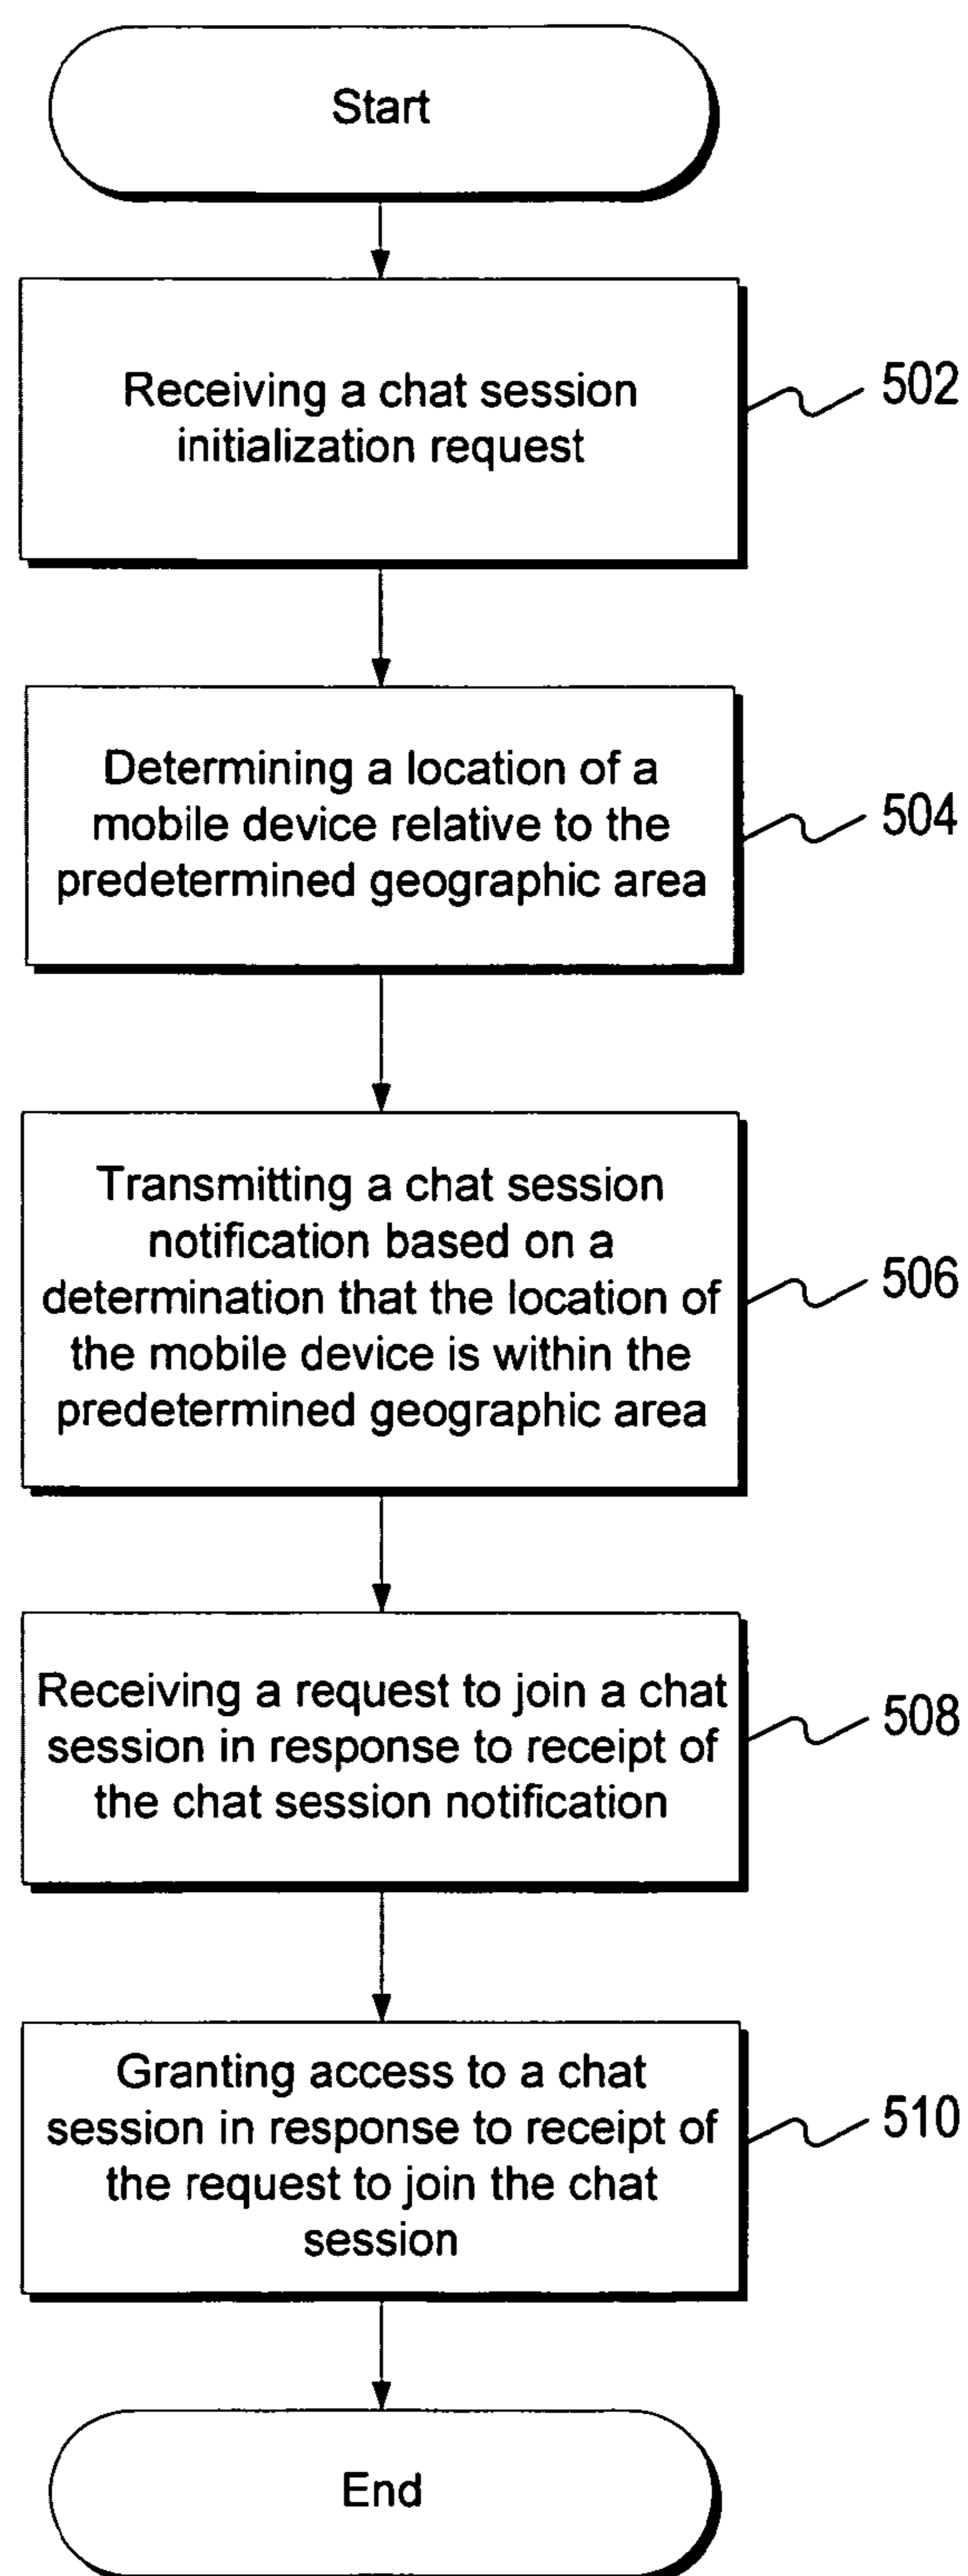 Start
Receiving a chat session
initialization request
502
Determining a location of a
mobile device relative to the
predetermined geographic area
504
Transmitting a chat session
notification based on a
determination that the location of
the mobile device is within the
predetermined geographic area
506
Receiving a request to join a chat
session in response to receipt of
the chat session notification
508
Granting access to a chat
session in response to receipt of
the request to join the chat
session
510
End